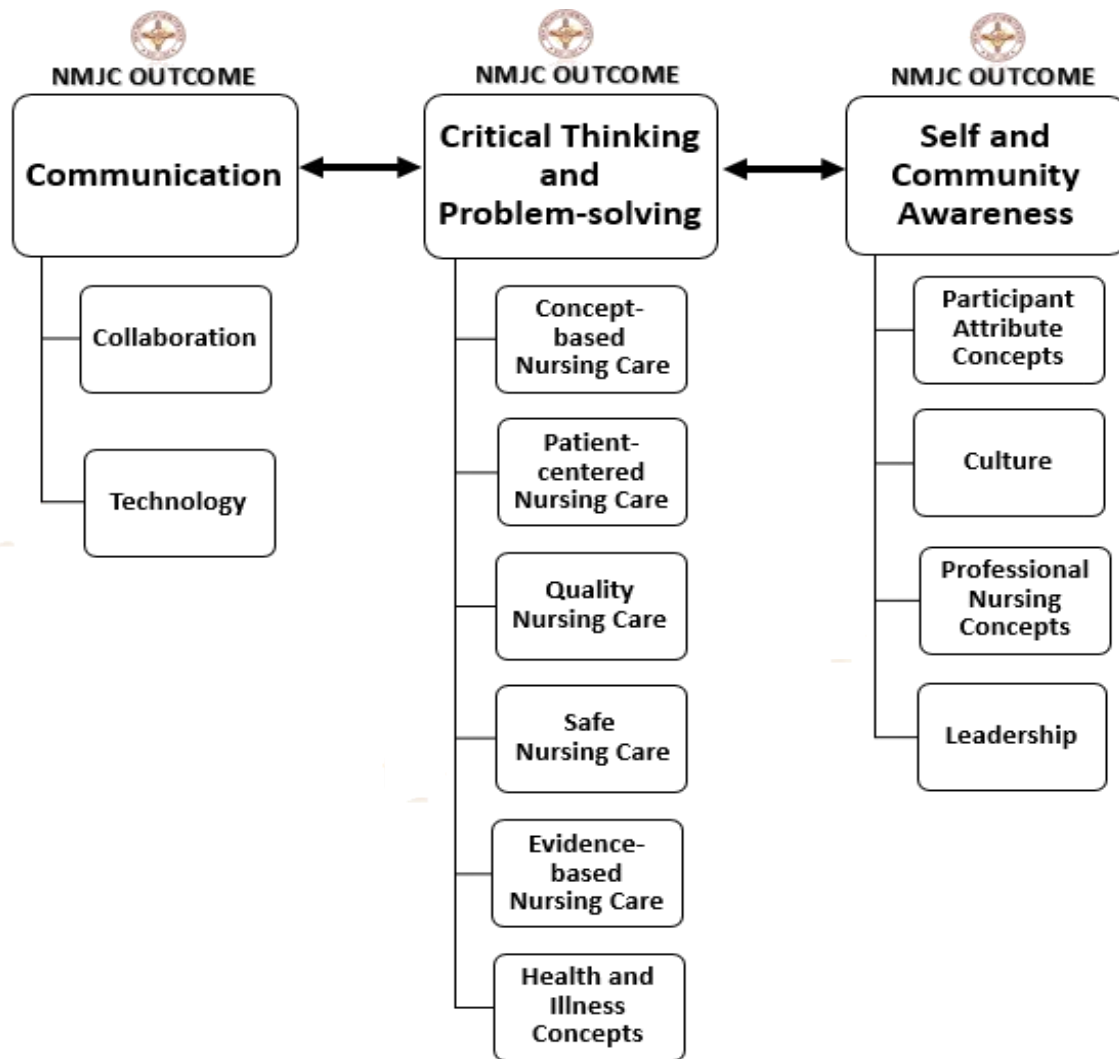 NMJC OUTCOME
Communication
Collaboration
Technology
NMJC OUTCOME
Critical Thinking
and
Problem-solving
Concept-
based
Nursing Care
Patient-
centered
Nursing Care
Quality
Nursing Care
Safe
Nursing Care
Evidence-
based
Nursing Care
Health and
Illness
Concepts
NMJC OUTCOME
Self and
Community
Awareness
Participant
Attribute
Concepts
Culture
Professional
Nursing
Concepts
Leadership